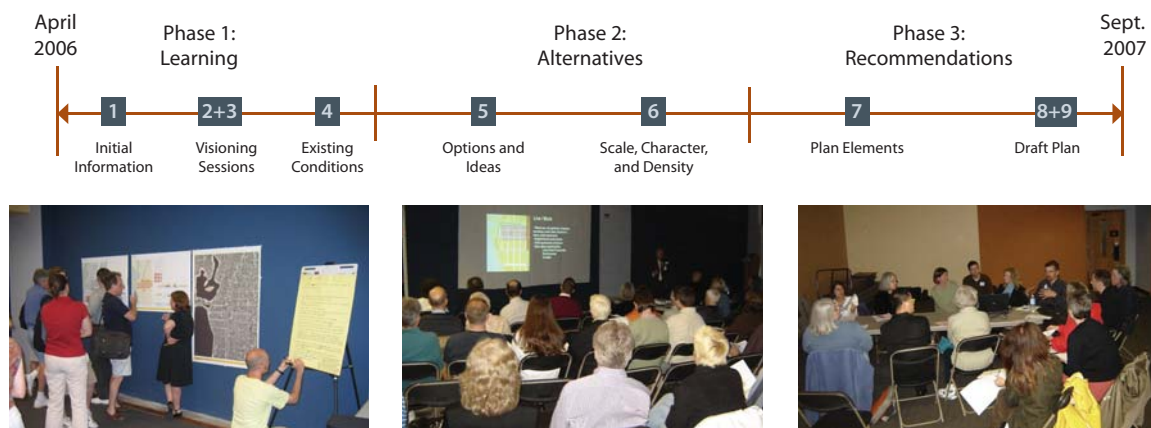 April
2006
Phase 1:
Learning
Phase 2:
Alternatives
Phase 3:
Recommendations
Sept.
2007
1
2+3
4
5
6
7
8+9
Initial
Information
Visioning
Sessions
Existing
Conditions
Options and
Ideas
Scale, Character,
and Density
Plan Elements
Draft Plan
Live / Work